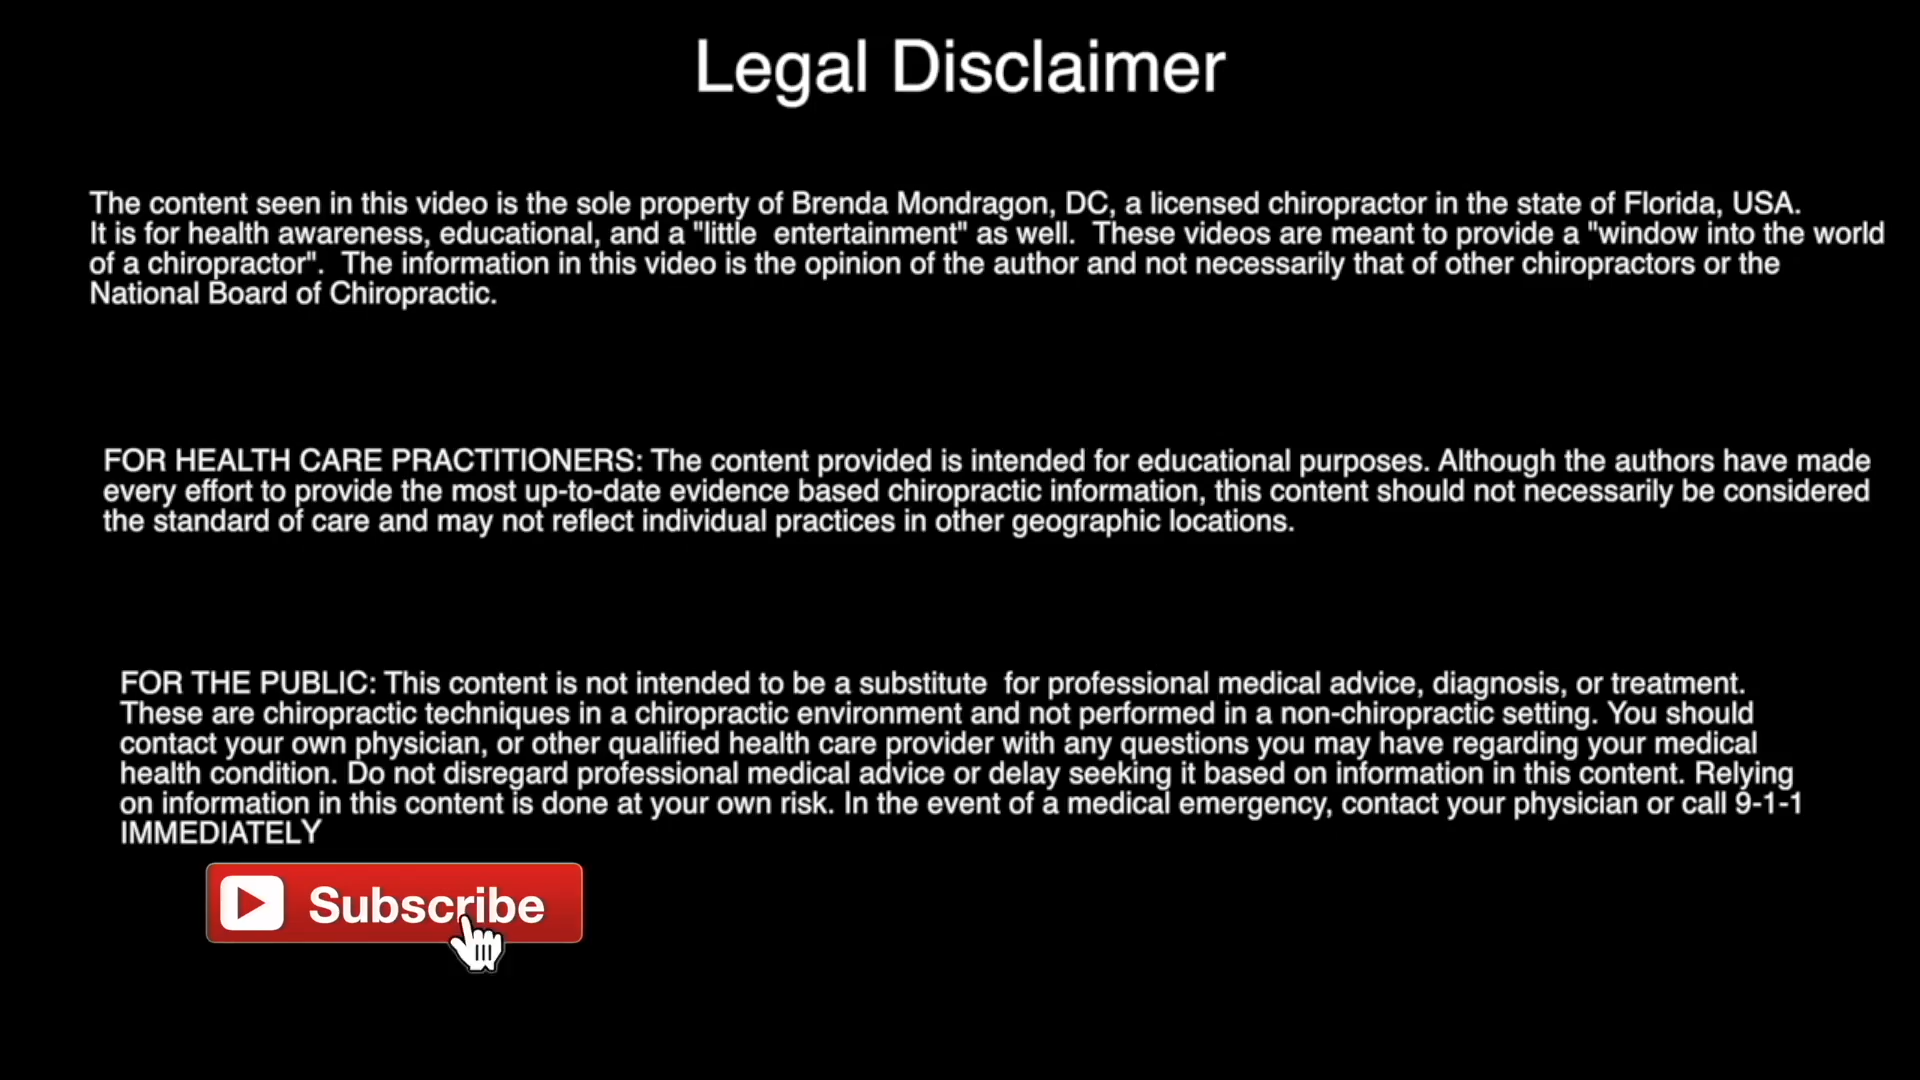 Legal Disclaimer
The content seen in this video is the sole property of Brenda Mondragon, DC, a licensed chiropractor in the state of Florida, USA.
It is for health awareness, educational, and a "little  entertainment" as well.  These videos are meant to provide a "window into the world
of a chiropractor".  The information in this video is the opinion of the author and not necessarily that of other chiropractors or the
National Board of Chiropractic.
FOR HEALTH CARE PRACTITIONERS: The content provided is intended for educational purposes. Although the authors have made
every effort to provide the most up-to-date evidence based chiropractic information, this content should not necessarily be considered
the standard of care and may not reflect individual practices in other geographic locations.
FOR THE PUBLIC: This content is not intended to be a substitute  for professional medical advice, diagnosis, or treatment.
These are chiropractic techniques in a chiropractic environment and not performed in a non-chiropractic setting. You should
contact your own physician, or other qualified health care provider with any questions you may have regarding your medical
health condition. Do not disregard professional medical advice or delay seeking it based on information in this content. Relying
on information in this content is done at your own risk. In the event of a medical emergency, contact your physician or call 9-1-1
IMMEDIATELY
Subscribe